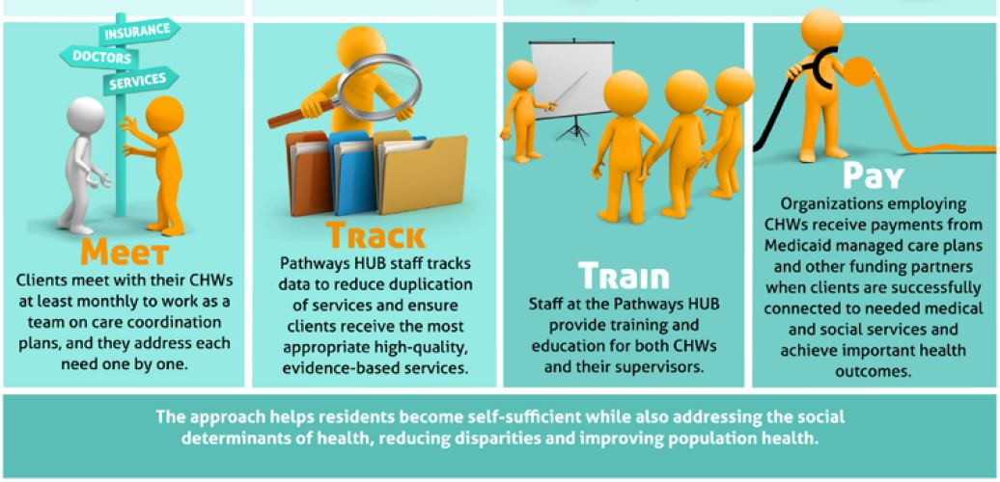 INSURANCE
DOCTORS
SERVICES
Meet
Clients meet with their CHWs
at least monthly to work as a
team on care coordination
plans, and they address each
need one by one.
Track
Pathways HUB staff tracks
data to reduce duplication
of services and ensure
clients receive the most
appropriate high-quality,
evidence-based services.
Train
Staff at the Pathways HUB
provide training and
education for both CHWs
and their supervisors.
Pay
Organizations employing
CHWs receive payments from
Medicaid managed care plans
and other funding partners
when clients are successfully
connected to needed medical
and social services and
achieve important health
outcomes.
The approach helps residents become self-sufficient while also addressing the social
determinants of health, reducing disparities and improving population health.